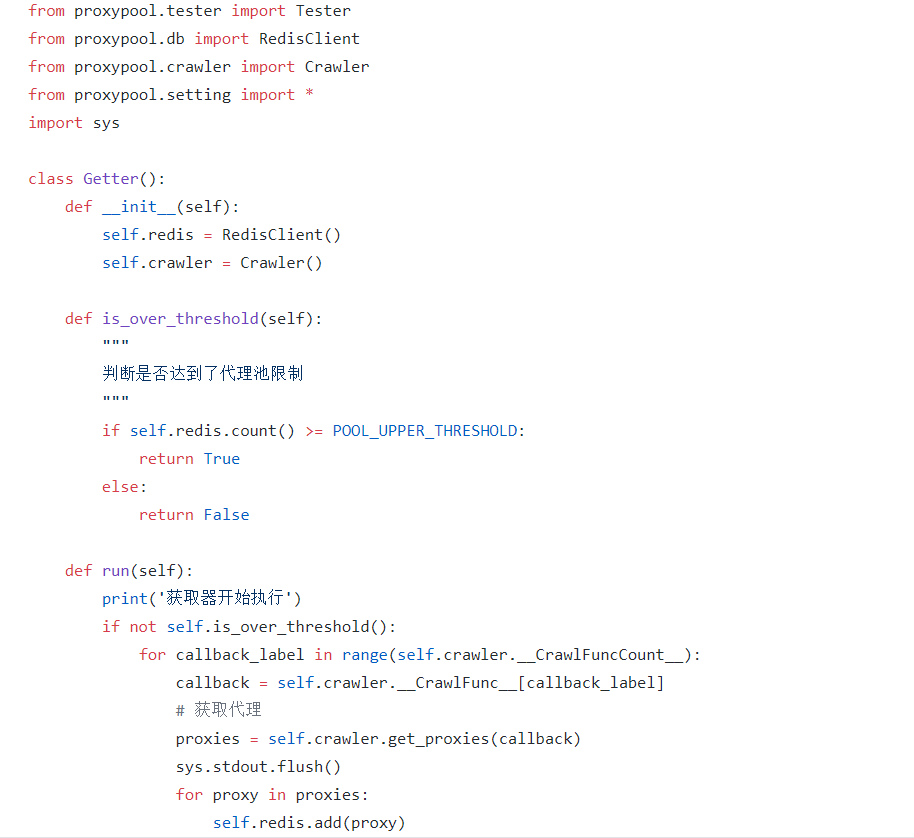 from proxypool.tester import Tester
from proxypool.db import RedisClient
from proxypool.crawler import Crawler
from proxypool.setting import *
import sys

class Getter():
    def __init__(self):
        self.redis = RedisClient()
        self.crawler = Crawler()

    def is_over_threshold(self):
        """
        判断是否达到了代理池限制
        """
        if self.redis.count() >= POOL_UPPER_THRESHOLD:
            return True
        else:
            return False

    def run(self):
        print('获取器开始执行')
        if not self.is_over_threshold():
            for callback_label in range(self.crawler.__CrawlFuncCount__):
                callback = self.crawler.__CrawlFunc__[callback_label]
                # 获取代理
                proxies = self.crawler.get_proxies(callback)
                sys.stdout.flush()
                for proxy in proxies:
                    self.redis.add(proxy)